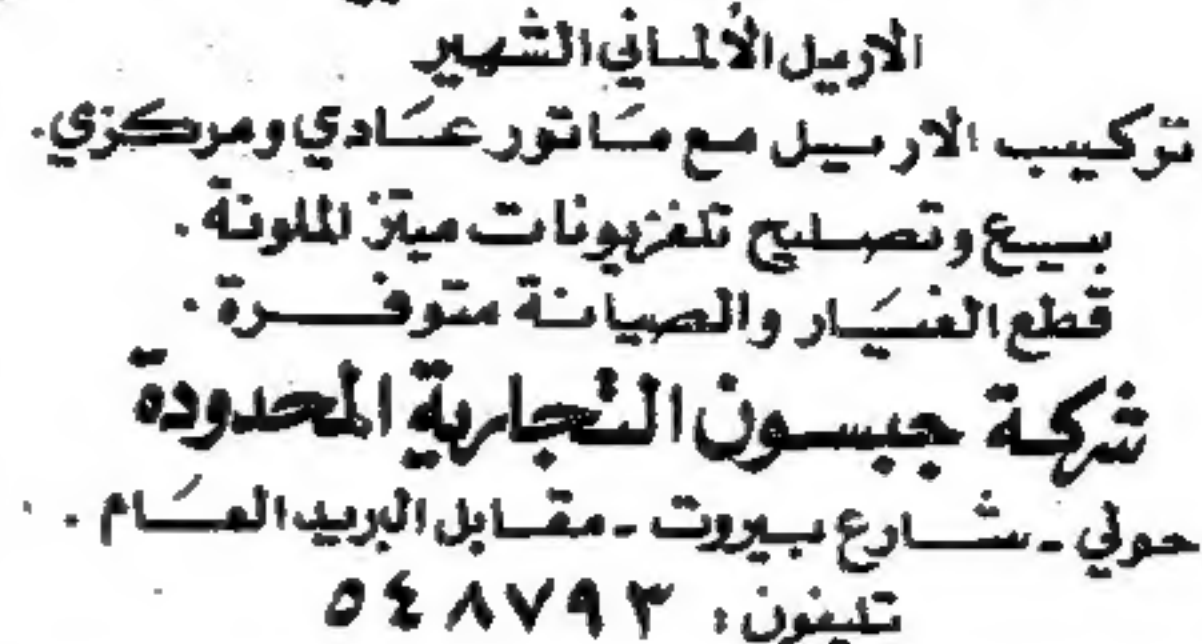 الاريل الألماني الشهير
تركيب الاريل مع ماتور عادي ومركزي.
بيع وتصليح تلفزيونات ميتز الملونة.
قطع الغيار والصيانة متوفرة.
شركة جبسون التجارية المحدودة
حولي - شارع بيروت - مقابل البريد العام.
تليفون: ٥٤٨٧٩٣